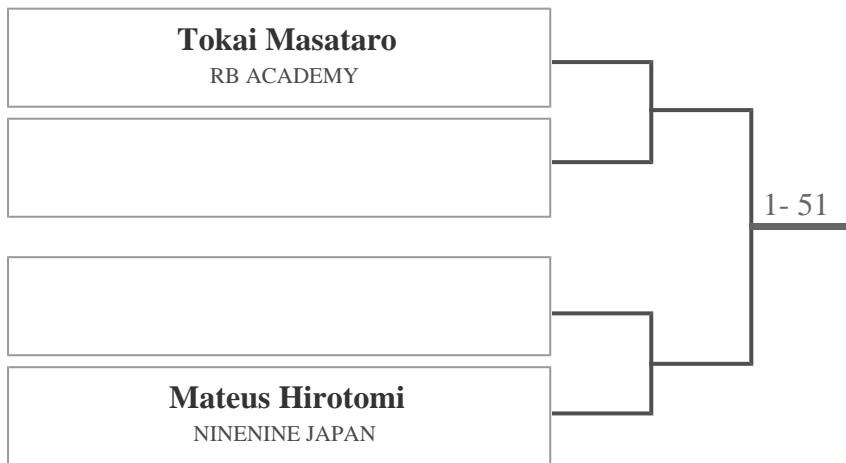 Tokai Masataro
RB ACADEMY
1- 51
Mateus Hirotomi
NINENINE JAPAN